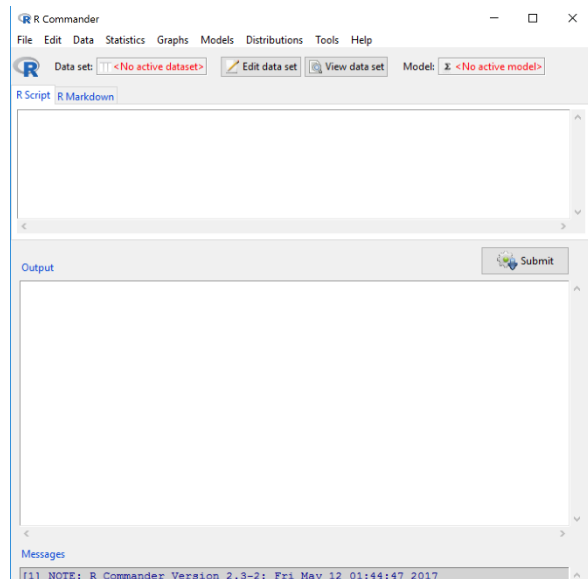 R R Commander
File Edit Data Statistics Graphs Models Distributions Tools Help
R Data set: <No active dataset> Edit data set View data set Model: Σ <No active model>
R Script R Markdown
Submit
Output
Messages
[1] NOTE: R Commander Version 2.3-2: Fri May 12 01:44:47 2017